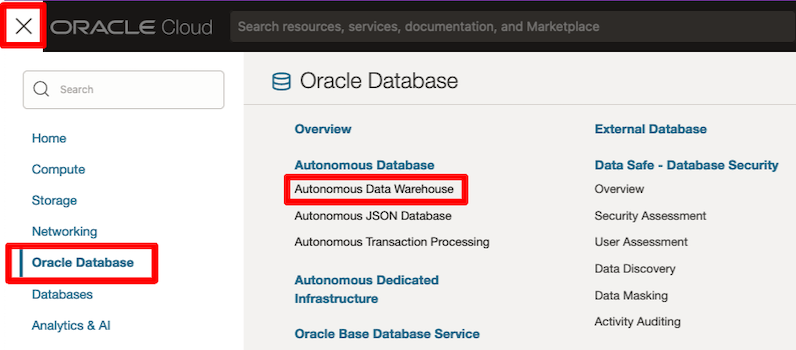 ORACLE Cloud
Search resources, services, documentation, and Marketplace
Search
Home
Compute
Storage
Networking
Oracle Database
Databases
Analytics & AI
Oracle Database
Overview
Autonomous Database
Autonomous Data Warehouse
Autonomous JSON Database
Autonomous Transaction Processing
Autonomous Dedicated
Infrastructure
Oracle Base Database Service
External Database
Data Safe - Database Security
Overview
Security Assessment
User Assessment
Data Discovery
Data Masking
Activity Auditing